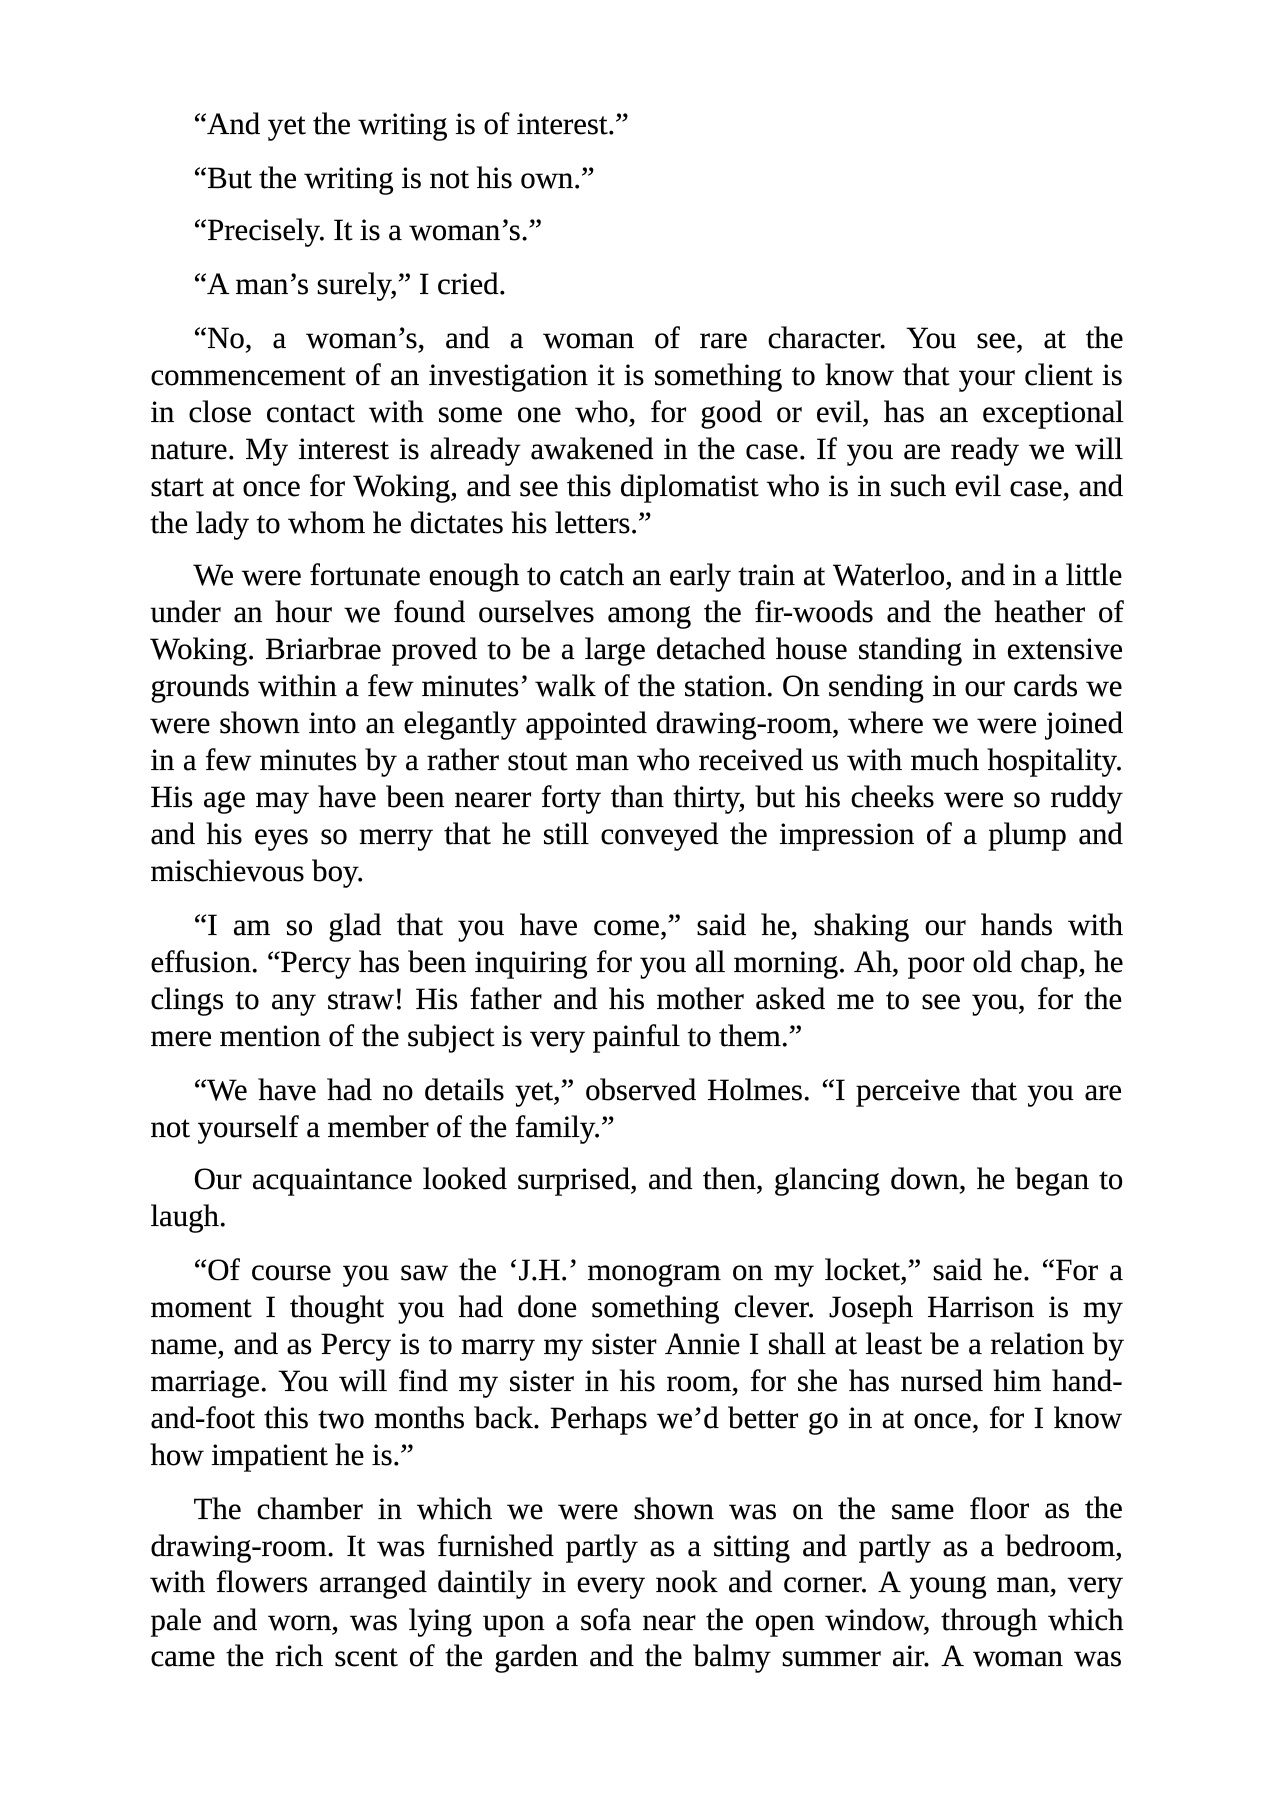 “And yet the writing is of interest.”
“But the writing is not his own.”
“Precisely. It is a woman’s.”
“A man’s surely,” I cried.
“No, a woman’s, and a woman of rare character. You see, at the
commencement of an investigation it is something to know that your client is
in close contact with some one who, for good or evil, has an exceptional
nature. My interest is already awakened in the case. If you are ready we will
start at once for Woking, and see this diplomatist who is in such evil case, and
the lady to whom he dictates his letters.”
We were fortunate enough to catch an early train at Waterloo, and in a little
under an hour we found ourselves among the fir-woods and the heather of
Woking. Briarbrae proved to be a large detached house standing in extensive
grounds within a few minutes’ walk of the station. On sending in our cards we
were shown into an elegantly appointed drawing-room, where we were joined
in a few minutes by a rather stout man who received us with much hospitality.
His age may have been nearer forty than thirty, but his cheeks were so ruddy
and his eyes so merry that he still conveyed the impression of a plump and
mischievous boy.
“I am so glad that you have come,” said he, shaking our hands with
effusion. “Percy has been inquiring for you all morning. Ah, poor old chap, he
clings to any straw! His father and his mother asked me to see you, for the
mere mention of the subject is very painful to them.”
“We have had no details yet,” observed Holmes. “I perceive that you are
not yourself a member of the family.”
Our acquaintance looked surprised, and then, glancing down, he began to
laugh.
“Of course you saw the ‘J.H.’ monogram on my locket,” said he. “For a
moment I thought you had done something clever. Joseph Harrison is my
name, and as Percy is to marry my sister Annie I shall at least be a relation by
marriage. You will find my sister in his room, for she has nursed him hand-
and-foot this two months back. Perhaps we’d better go in at once, for I know
how impatient he is.”
The chamber in which we were shown was on the same floor as the
drawing-room. It was furnished partly as a sitting and partly as a bedroom,
with flowers arranged daintily in every nook and corner. A young man, very
pale and worn, was lying upon a sofa near the open window, through which
came the rich scent of the garden and the balmy summer air. A woman was